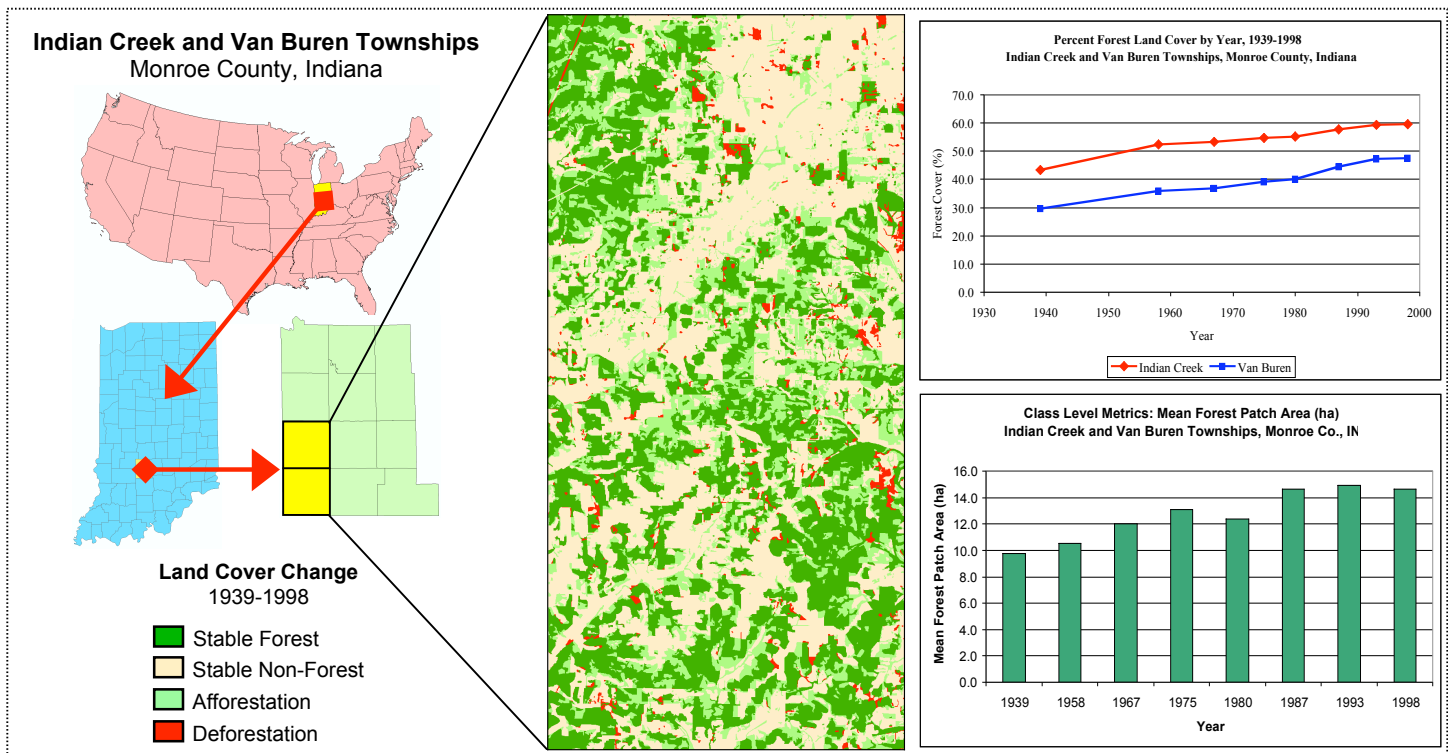 Indian Creek and Van Buren Townships
Monroe County, Indiana
Land Cover Change
1939-1998
Stable Forest
Stable Non-Forest
Afforestation
Deforestation
Percent Forest Land Cover by Year, 1939-1998
Indian Creek and Van Buren Townships, Monroe County, Indiana
Forest Cover (%)
70.0
60.0
50.0
40.0
30.0
20.0
10.0
0.0
1930 1940 1950 1960 1970 1980 1990 2000
Year
Indian Creek Van Buren
Class Level Metrics: Mean Forest Patch Area (ha)
Indian Creek and Van Buren Townships, Monroe Co., IN
Mean Forest Patch Area (ha)
16.0
14.0
12.0
10.0
8.0
6.0
4.0
2.0
0.0
1939 1958 1967 1975 1980 1987 1993 1998
Year